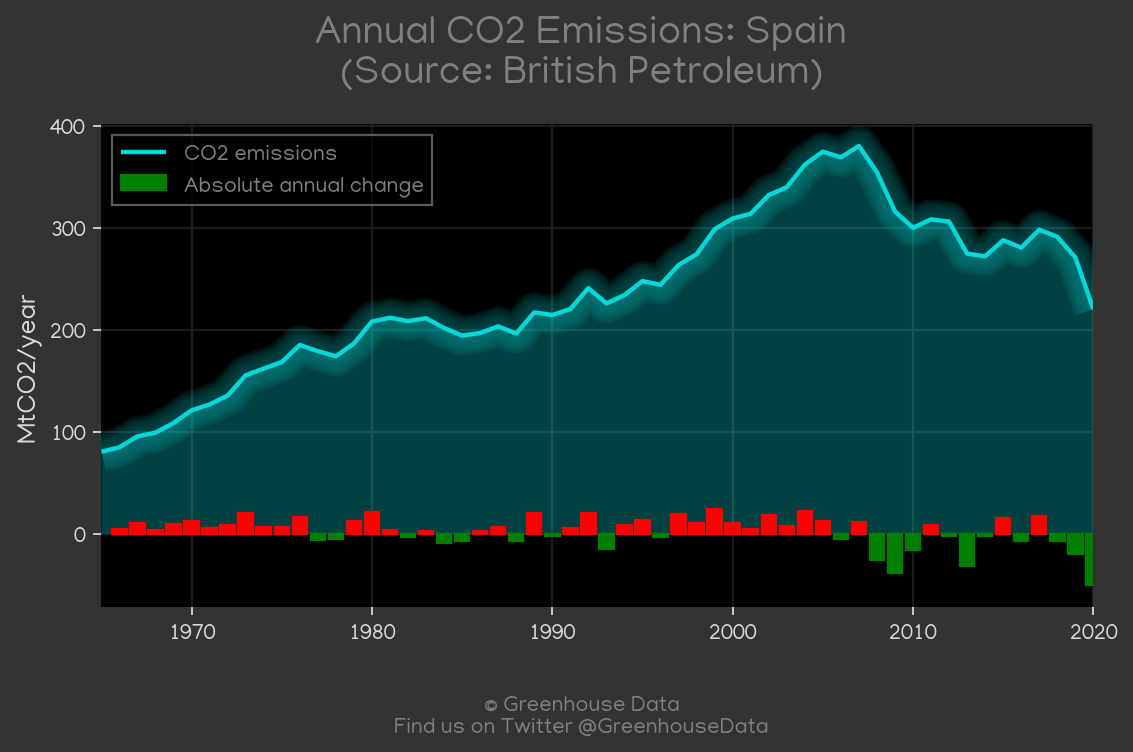 Annual CO2 Emissions: Spain
(Source: British Petroleum)
400
CO2 emissions
Absolute annual change
300
200
100
0
MtCO2/year
1970 1980 1990 2000 2010 2020
© Greenhouse Data
Find us on Twitter @GreenhouseData